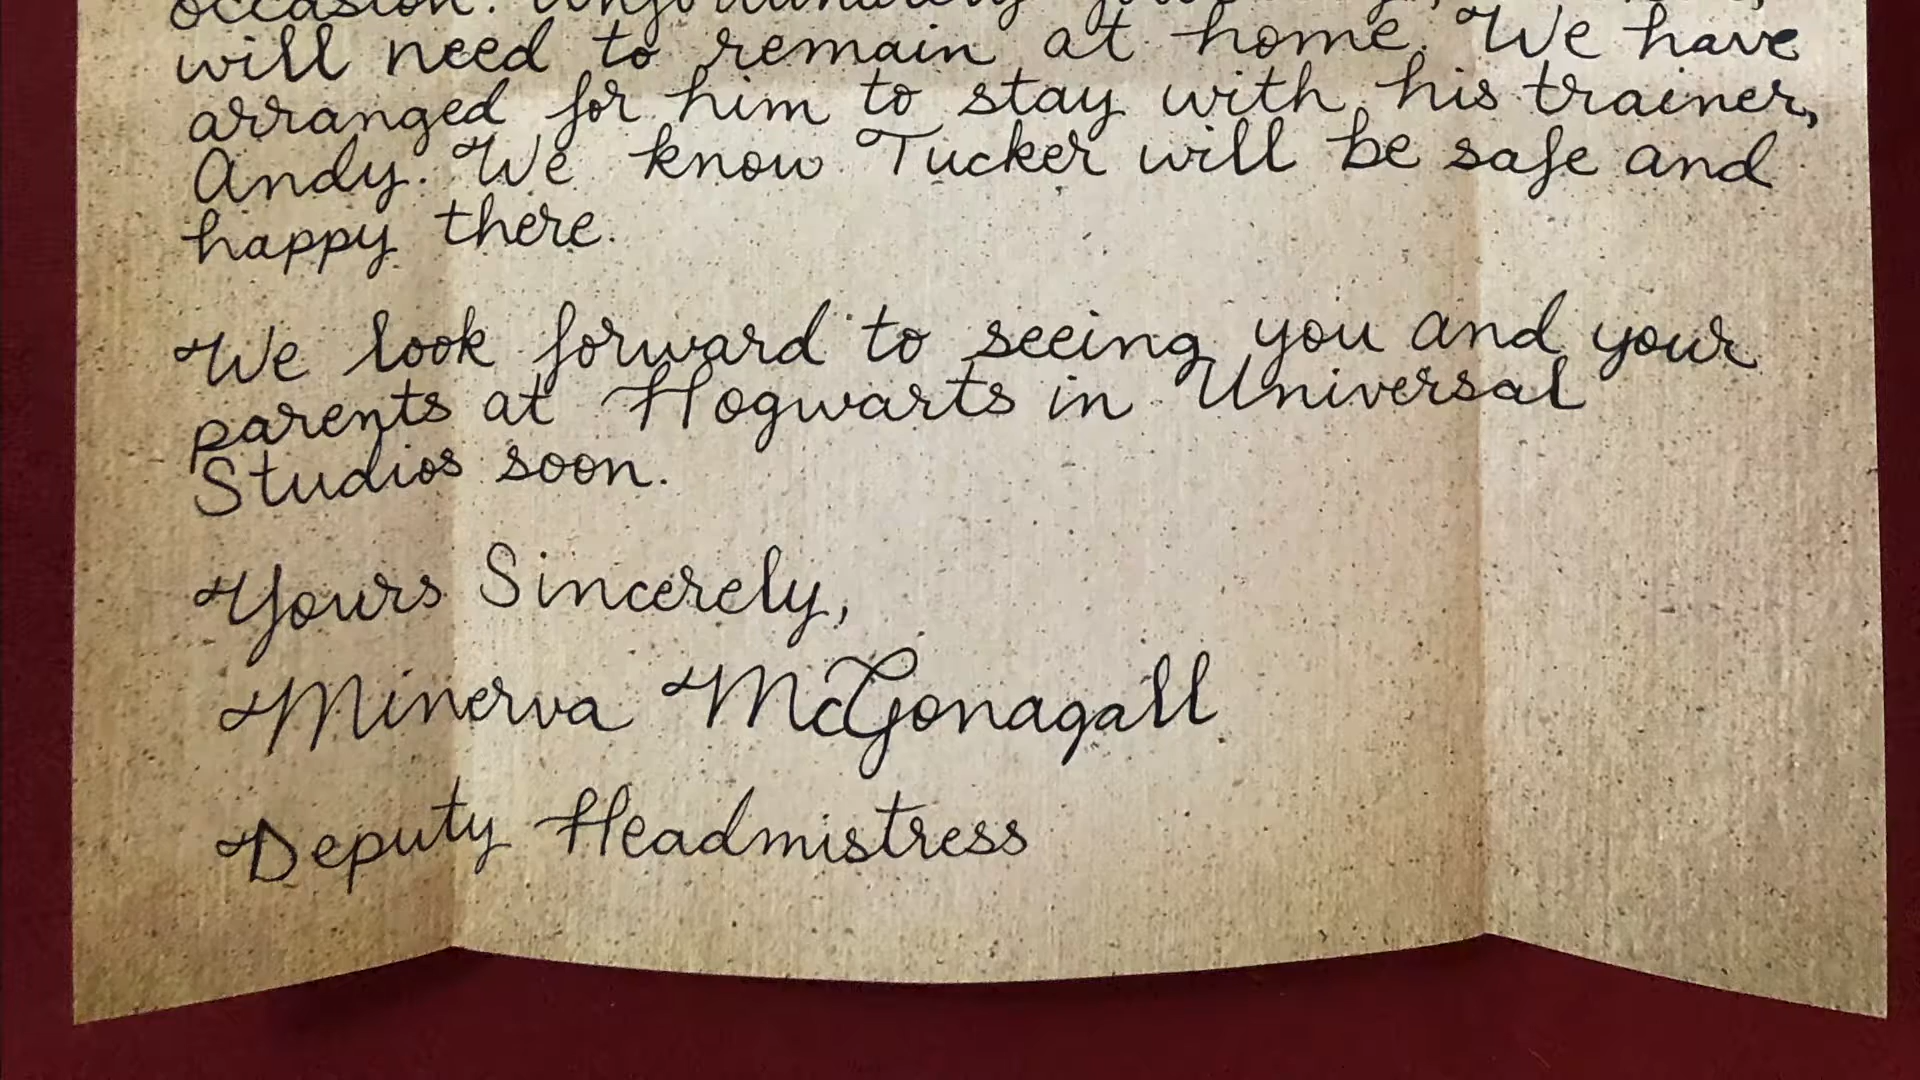 occasion. Unfortunately
will need to remain at home. We have
arranged for him to stay with his trainer,
Andy. We know Tucker will be safe and
happy there.
We look forward to seeing you and your
parents at Hogwarts in Universal
Studios soon.
Yours Sincerely,
Minerva McGonagall
Deputy Headmistress